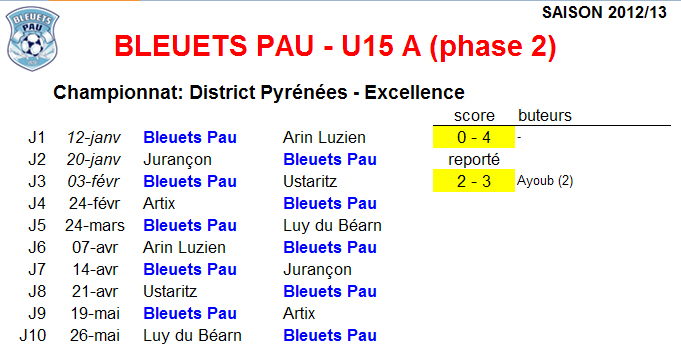 BLEUETS
PAU
SAISON 2012/13
BLEUETS PAU - U15 A (phase 2)
Championnat: District Pyrénées - Excellence
score buteurs
J1 12-janv Bleuets Pau Arin Luzien 0 - 4 -
J2 20-janv Jurançon Bleuets Pau reporté
J3 03-févr Bleuets Pau Ustaritz 2 - 3 Ayoub (2)
J4 24-févr Artix Bleuets Pau
J5 24-mars Bleuets Pau Luy du Béarn
J6 07-avr Arin Luzien Bleuets Pau
J7 14-avr Bleuets Pau Jurançon
J8 21-avr Ustaritz Bleuets Pau
J9 19-mai Bleuets Pau Artix
J10 26-mai Luy du Béarn Bleuets Pau